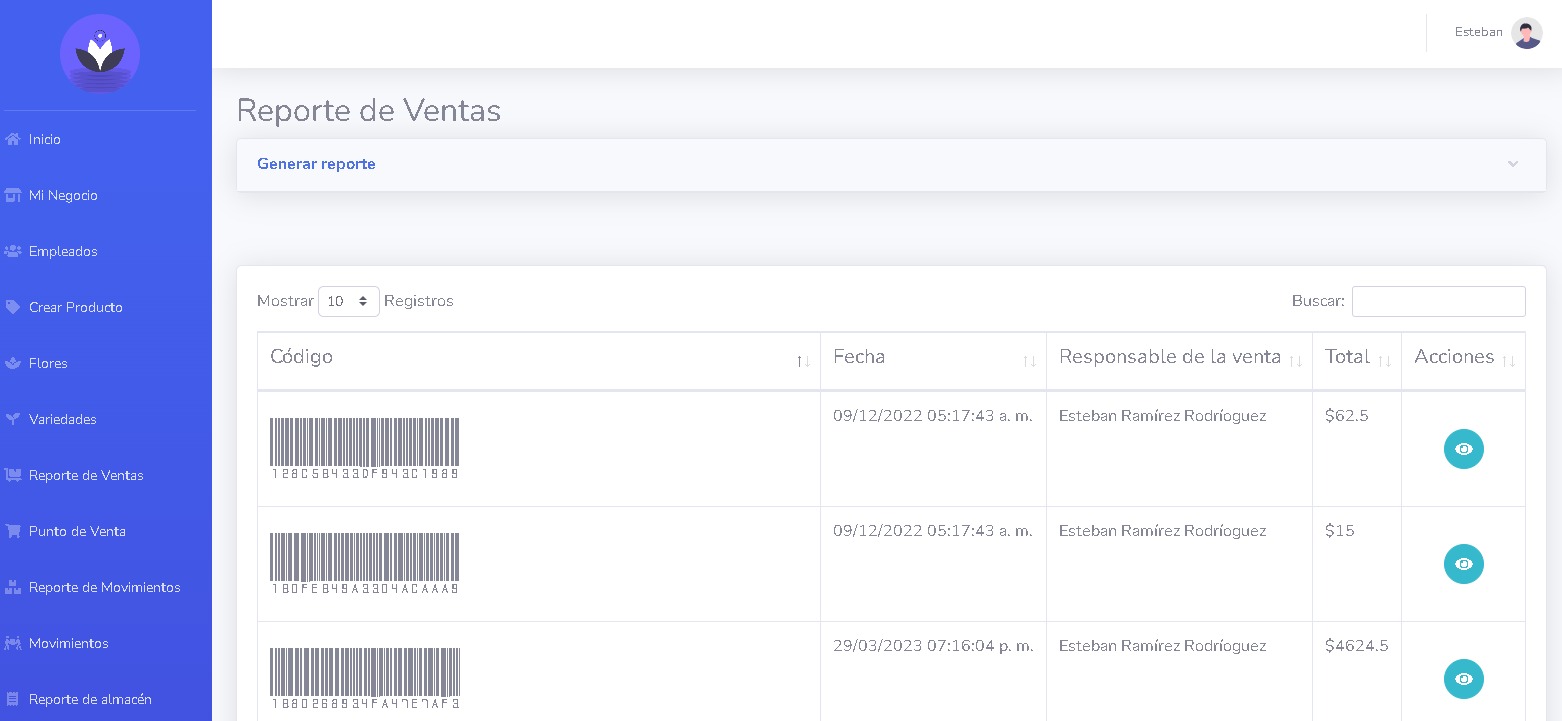 Esteban
Inicio
Mi Negocio
Empleados
Crear Producto
Flores
Variedades
Reporte de Ventas
Punto de Venta
Reporte de Movimientos
Movimientos
Reporte de almacén
Reporte de Ventas
Generar reporte
Mostrar 10 Registros Buscar:
Código Fecha Responsable de la venta Total Acciones
09/12/2022 05:17:43 a. m. Esteban Ramírez Rodríoguez $62.5
128C584330F943C1989
09/12/2022 05:17:43 a. m. Esteban Ramírez Rodríoguez $15
29/03/2023 07:16:04 p. m. Esteban Ramírez Rodríoguez $4624.5